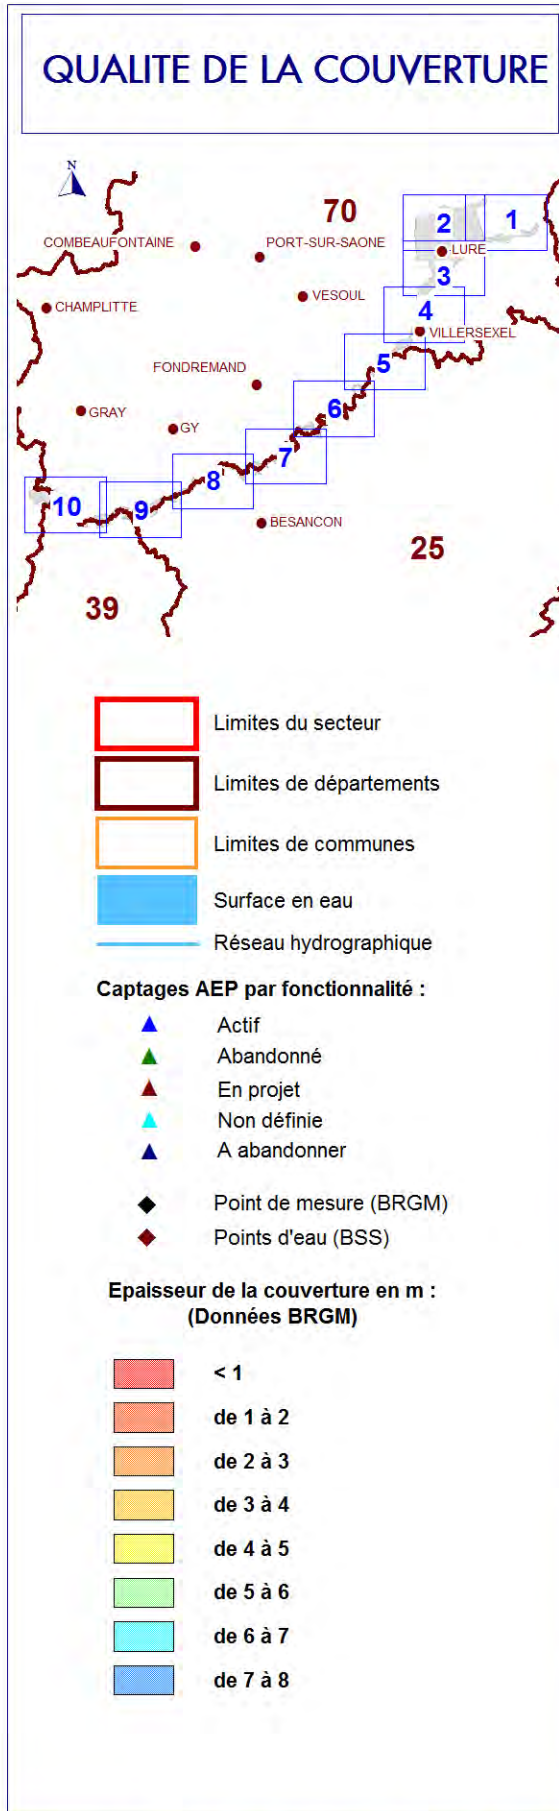 QUALITE DE LA COUVERTURE
N
70
2
1
COMBEAUFONTAINE
PORT-SUR-SAONE
LURE
3
VESOUL
CHAMPLITTE
4
VILLERSEXEL
FONDREMAND
5
GRAY
6
GY
7
8
10
9
BESANCON
25
39
Limites du secteur
Limites de départements
Limites de communes
Surface en eau
Réseau hydrographique
Captages AEP par fonctionnalité :
Actif
Abandonné
En projet
Non définie
A abandonner
Point de mesure (BRGM)
Points d'eau (BSS)
Epaisseur de la couverture en m :
(Données BRGM)
< 1
de 1 à 2
de 2 à 3
de 3 à 4
de 4 à 5
de 5 à 6
de 6 à 7
de 7 à 8